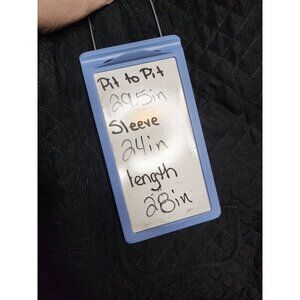 Pit to Pit
29.5in
Sleeve
24in
length
28in